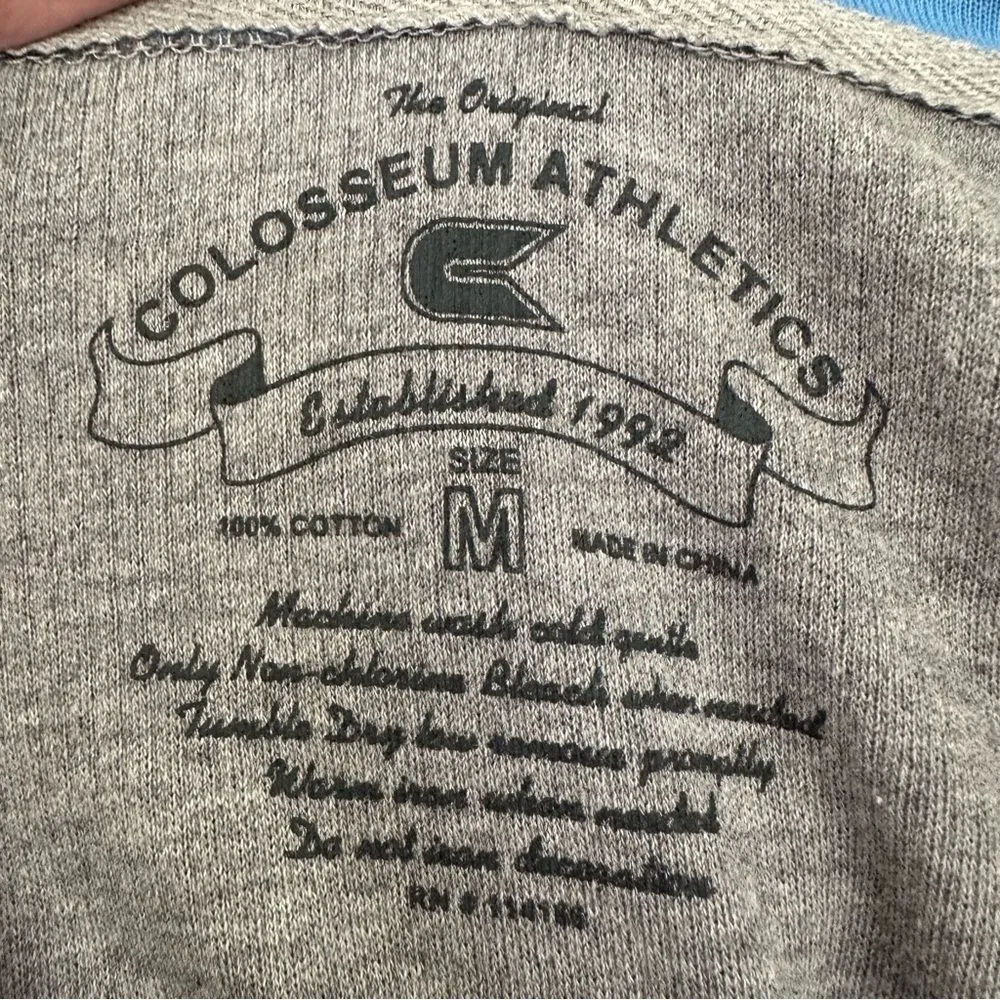 The Original
COLOSSEUM ATHLETICS
Established 1992
SIZE
100% COTTON M MADE IN CHINA
Machine wash cold gentle
Only Non-chlorine Bleach when needed
Tumble Dry low remove promptly
Warm iron when needed
Do not iron decoration
RN #